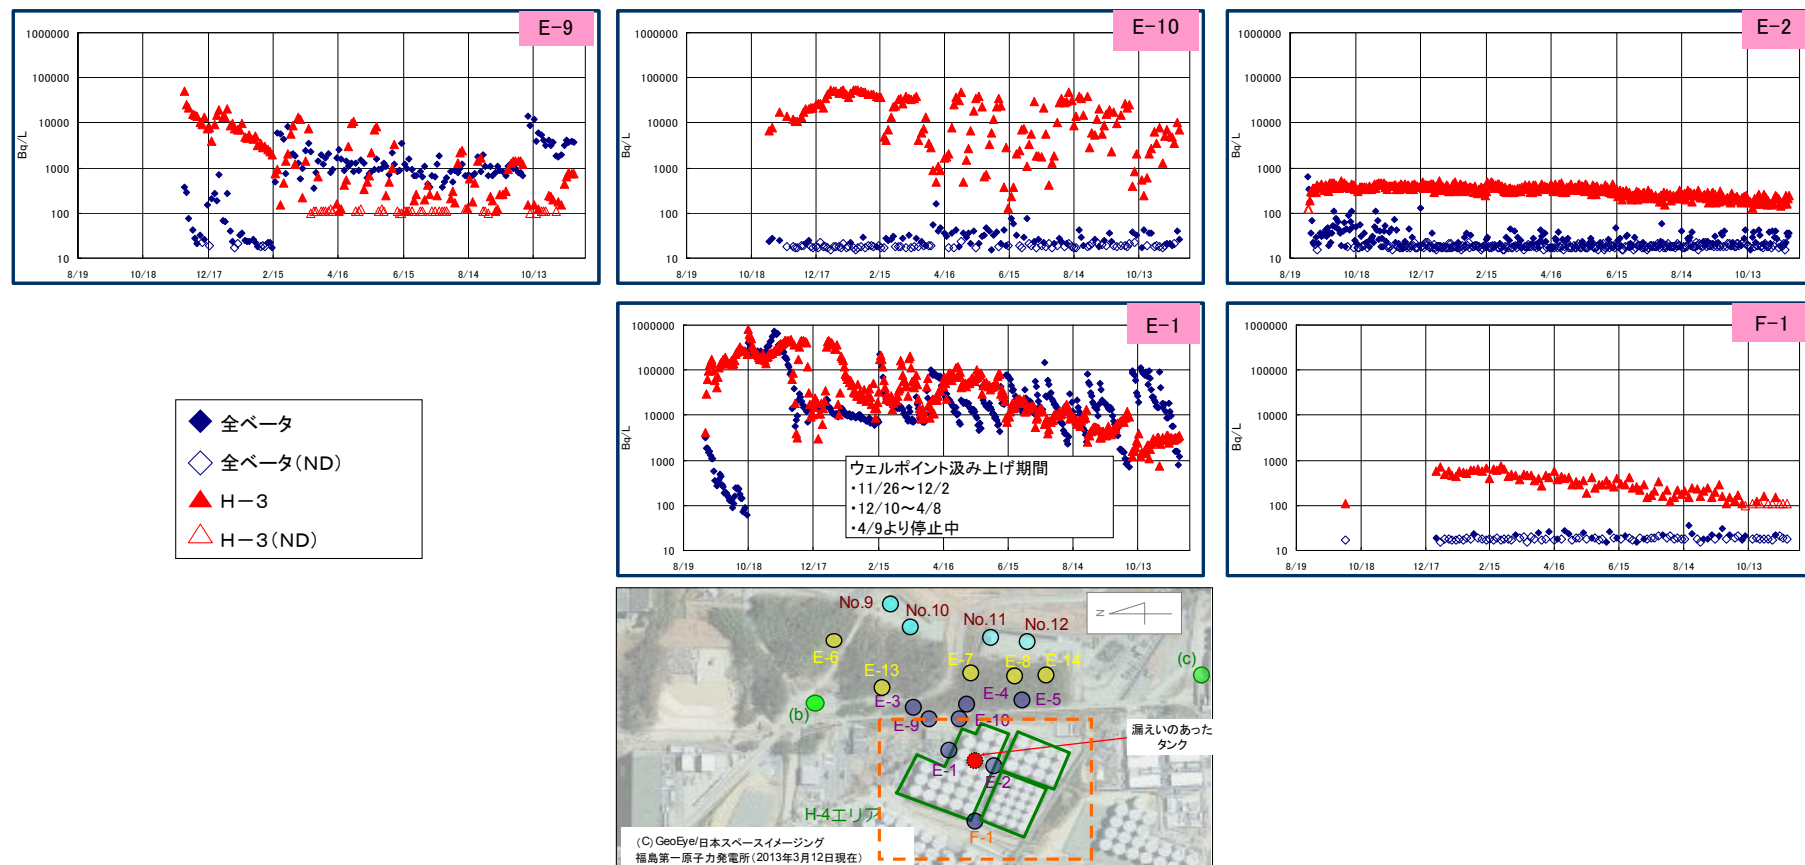 E-9
1000000
100000
10000
1000
100
10
Bq/L
8/19 10/18 12/17 2/15 4/16 6/15 8/14 10/13
E-10
1000000
100000
10000
1000
100
10
Bq/L
8/19 10/18 12/17 2/15 4/16 6/15 8/14 10/13
E-2
1000000
100000
10000
1000
100
10
Bq/L
8/19 10/18 12/17 2/15 4/16 6/15 8/14 10/13
E-1
1000000
100000
10000
1000
100
10
Bq/L
ウェルポイント汲み上げ期間
・11/26～12/2
・12/10～4/8
・4/9より停止中
8/19 10/18 12/17 2/15 4/16 6/15 8/14 10/13
F-1
1000000
100000
10000
1000
100
10
Bq/L
8/19 10/18 12/17 2/15 4/16 6/15 8/14 10/13
全ベータ
全ベータ(ND)
H-3
H-3(ND)
No.9
No.10
No.11
No.12
N
E-6
E-13
E-7
E-8
E-14
(c)
(b)
E-3
E-4
E-5
E-9
E-10
漏えいのあった
タンク
E-1
E-2
H-4エリア
F-1
(C)GeoEye/日本スペースイメージング
福島第一原子力発電所(2013年3月12日現在)